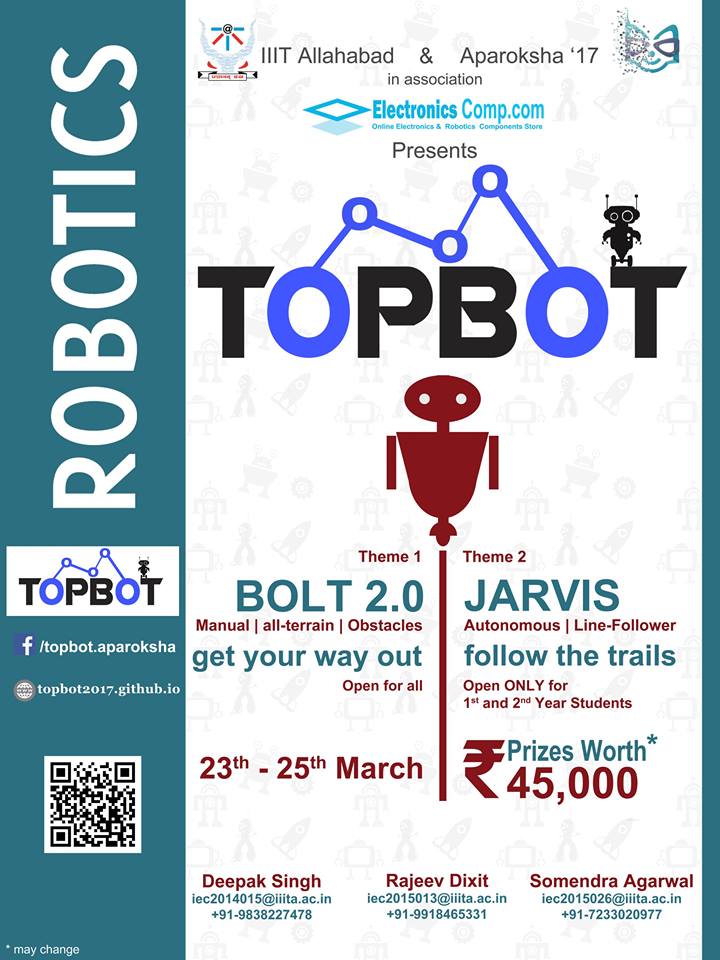 ROBOTICS
IIIT Allahabad & Aparoksha ‘17
in association
Electronics Comp.com
Online Electronics & Robotics Components Store
Presents
TOPBOT
Theme 1
BOLT 2.0
Manual | all-terrain | Obstacles
get your way out
Open for all
Theme 2
JARVIS
Autonomous | Line-Follower
follow the trails
Open ONLY for
1st and 2nd Year Students
23th - 25th March
₹ Prizes Worth*
45,000
TOPBOT
f /topbot.aparoksha
topbot2017.github.io
Deepak Singh
iec2014015@iiita.ac.in
+91-9838227478
Rajeev Dixit
iec2015013@iiita.ac.in
+91-9918465331
Somendra Agarwal
iec2015026@iiita.ac.in
+91-7233020977
* may change